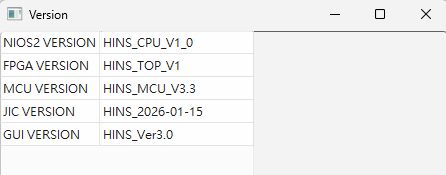 Version
NIOS2 VERSION HINS_CPU_V1_0
FPGA VERSION HINS_TOP_V1
MCU VERSION HINS_MCU_V3.3
JIC VERSION HINS_2026-01-15
GUI VERSION HINS_Ver3.0